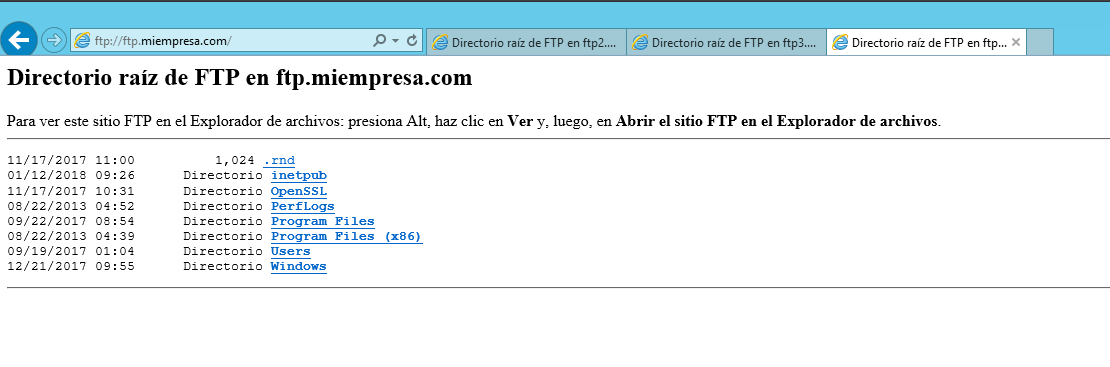 ftp://ftp.miempresa.com/
Directorio raíz de FTP en ftp2....
Directorio raíz de FTP en ftp3....
Directorio raíz de FTP en ftp...
Directorio raíz de FTP en ftp.miempresa.com
Para ver este sitio FTP en el Explorador de archivos: presiona Alt, haz clic en Ver y, luego, en Abrir el sitio FTP en el Explorador de archivos.
11/17/2017 11:00 1,024 .rnd
01/12/2018 09:26 Directorio inetpub
11/17/2017 10:31 Directorio OpenSSL
08/22/2013 04:52 Directorio PerfLogs
09/22/2017 08:54 Directorio Program Files
08/22/2013 04:39 Directorio Program Files (x86)
09/19/2017 01:04 Directorio Users
12/21/2017 09:55 Directorio Windows